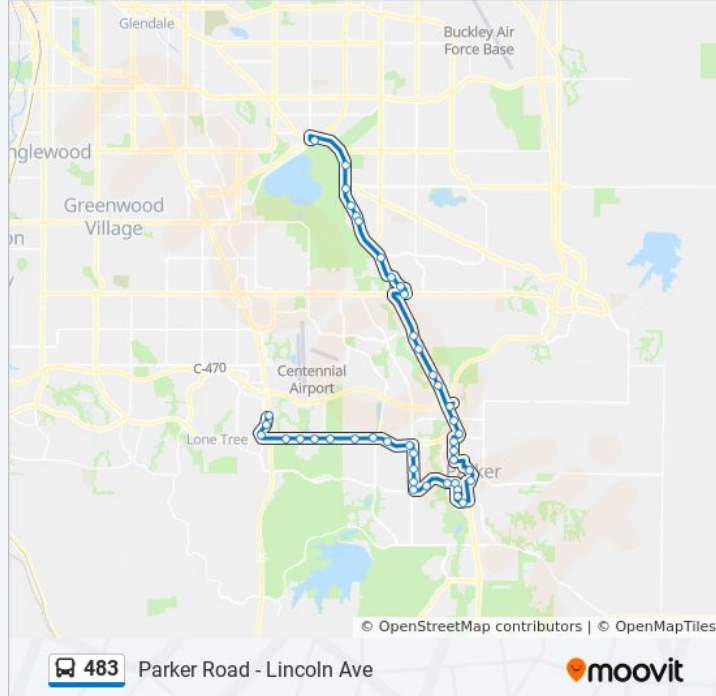 Glendale
Buckley Air
Force Base
nglewood
Greenwood
Village
on
C-470
Centennial
Airport
Lone Tree
Parker
© OpenStreetMap contributors | © OpenMapTiles
483 Parker Road - Lincoln Ave
moovit